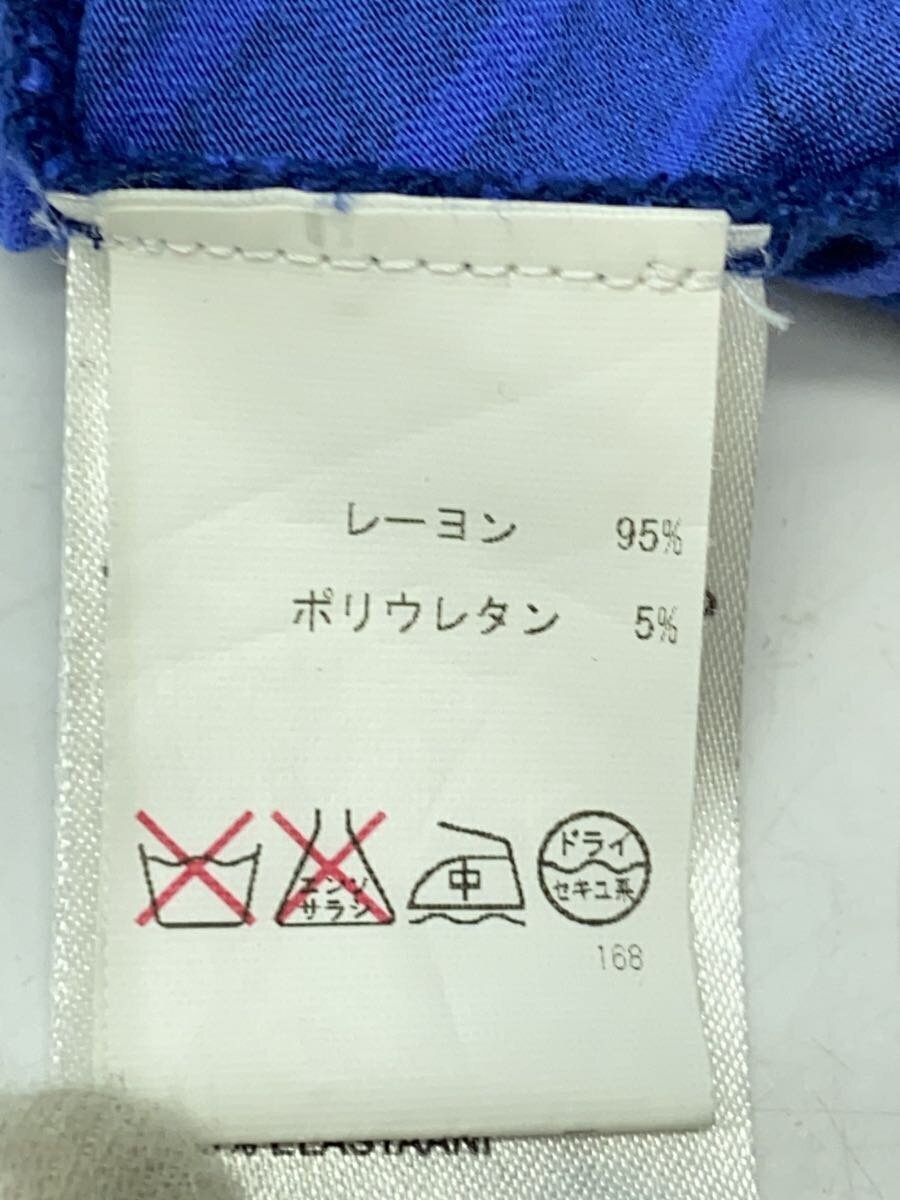 レーヨン 95%
ポリウレタン 5%
エンソ
サラシ
中
ドライ
セキユ系
168
% ELASTAANI